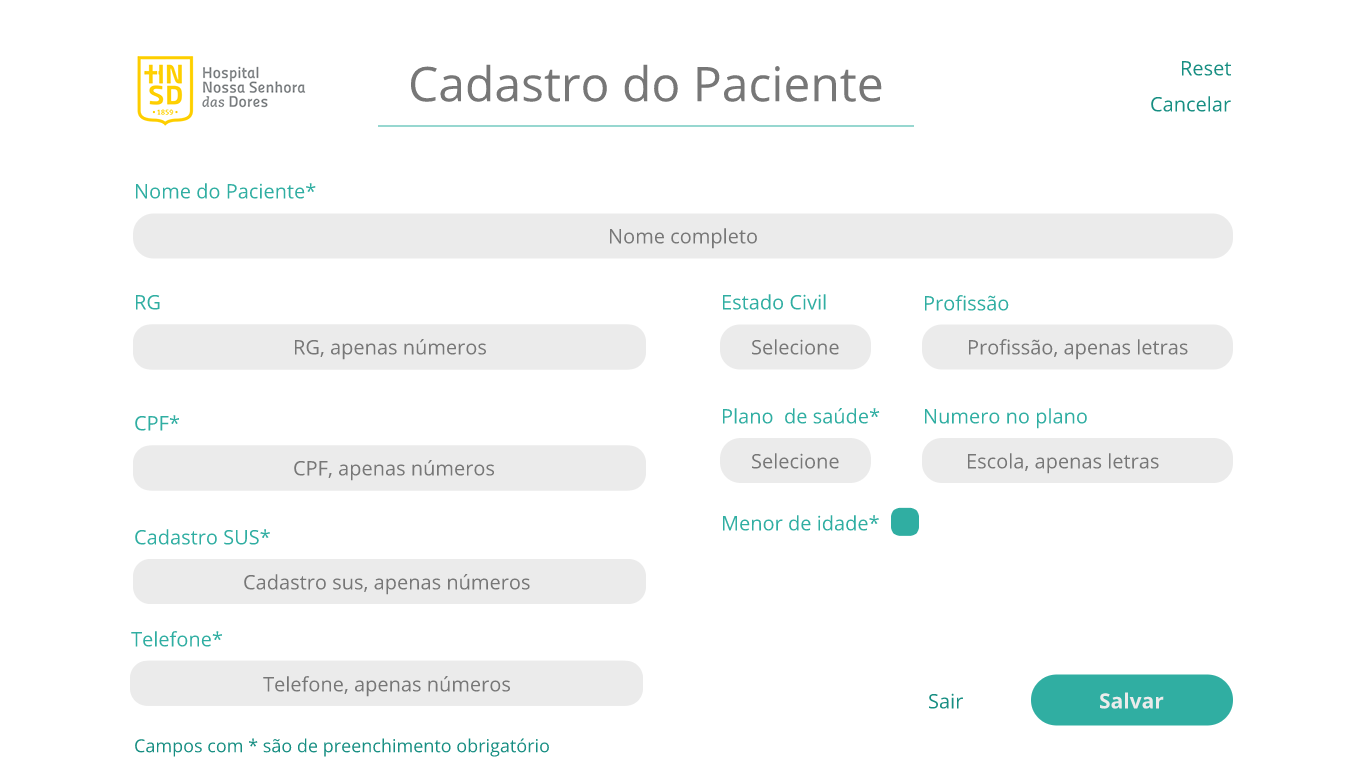 HN
SD
•1859•
Hospital
Nossa Senhora
das Dores
Cadastro do Paciente
Reset
Cancelar
Nome do Paciente*
Nome completo
RG
RG, apenas números
Estado Civil
Selecione
Profissão
Profissão, apenas letras
CPF*
CPF, apenas números
Plano de saúde*
Selecione
Numero no plano
Escola, apenas letras
Menor de idade*
Cadastro SUS*
Cadastro sus, apenas números
Telefone*
Telefone, apenas números
Sair
Salvar
Campos com * são de preenchimento obrigatório